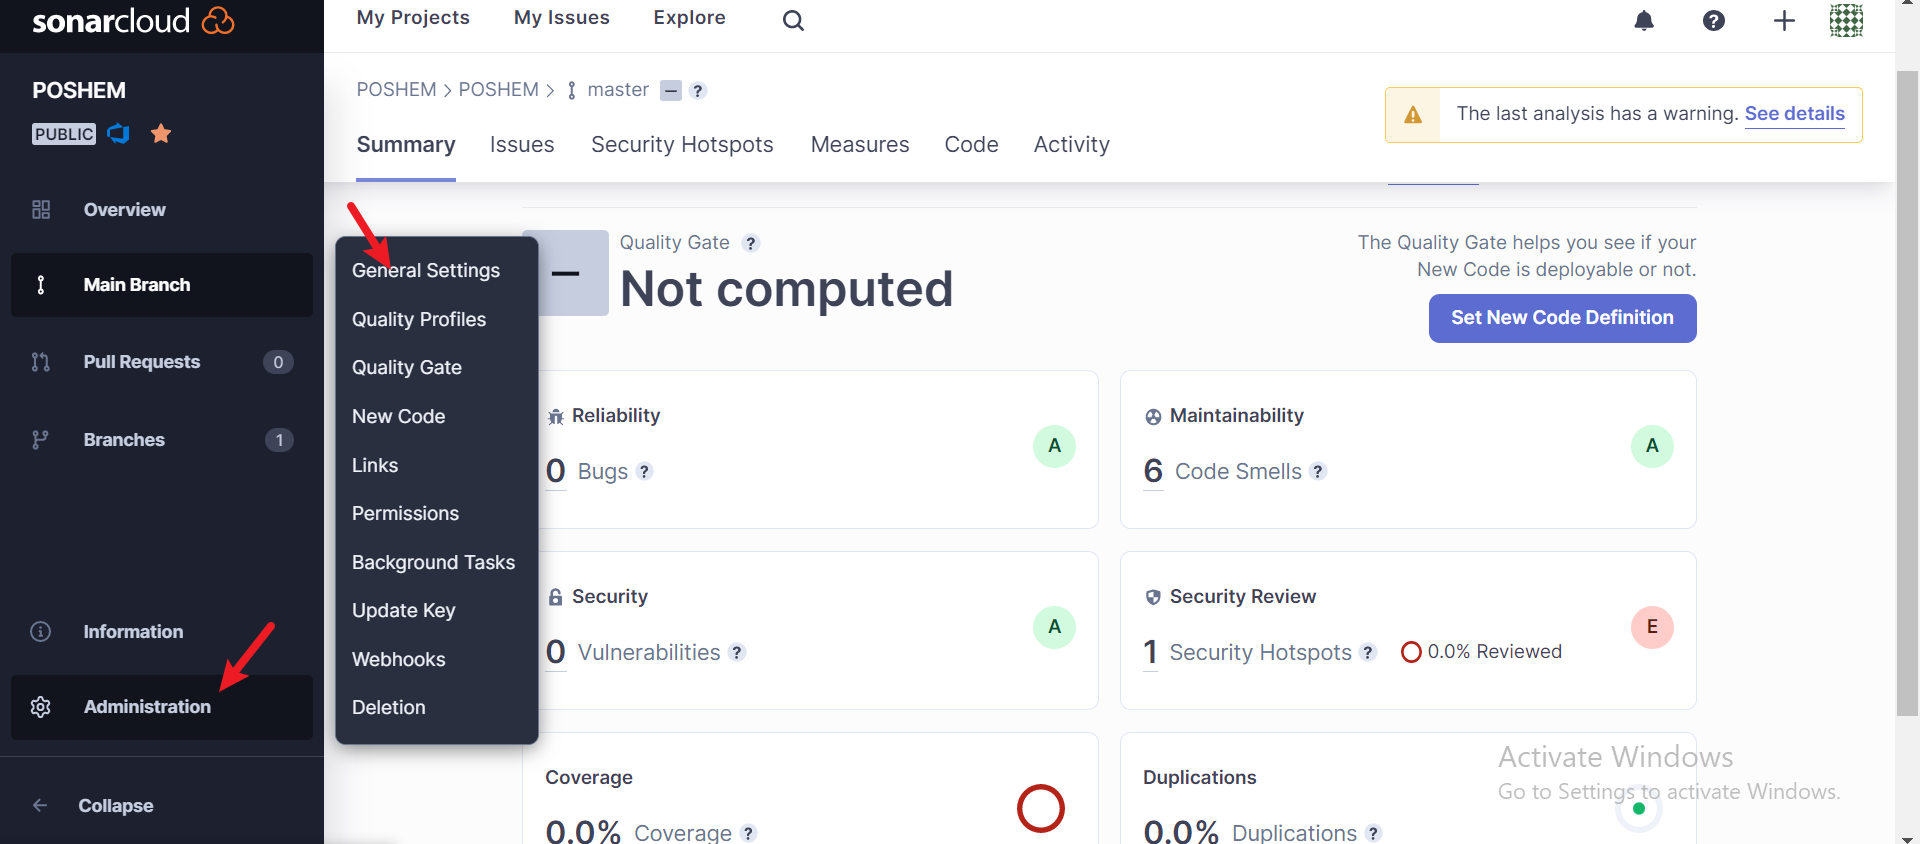 sonarcloud
My Projects My Issues Explore
POSHEM
PUBLIC
Overview
Main Branch
Pull Requests 0
Branches 1
Information
Administration
Collapse
POSHEM > POSHEM > master – ?
The last analysis has a warning. See details
Summary Issues Security Hotspots Measures Code Activity
General Settings
Quality Profiles
Quality Gate
New Code
Links
Permissions
Background Tasks
Update Key
Webhooks
Deletion
Quality Gate ?
Not computed
The Quality Gate helps you see if your
New Code is deployable or not.
Set New Code Definition
Reliability
0 Bugs ?
A
Maintainability
6 Code Smells ?
A
Security
0 Vulnerabilities ?
A
Security Review
1 Security Hotspots ? 0.0% Reviewed
E
Coverage
0.0% Coverage ?
Duplications
0.0% Duplications ?
Activate Windows
Go to Settings to activate Windows.